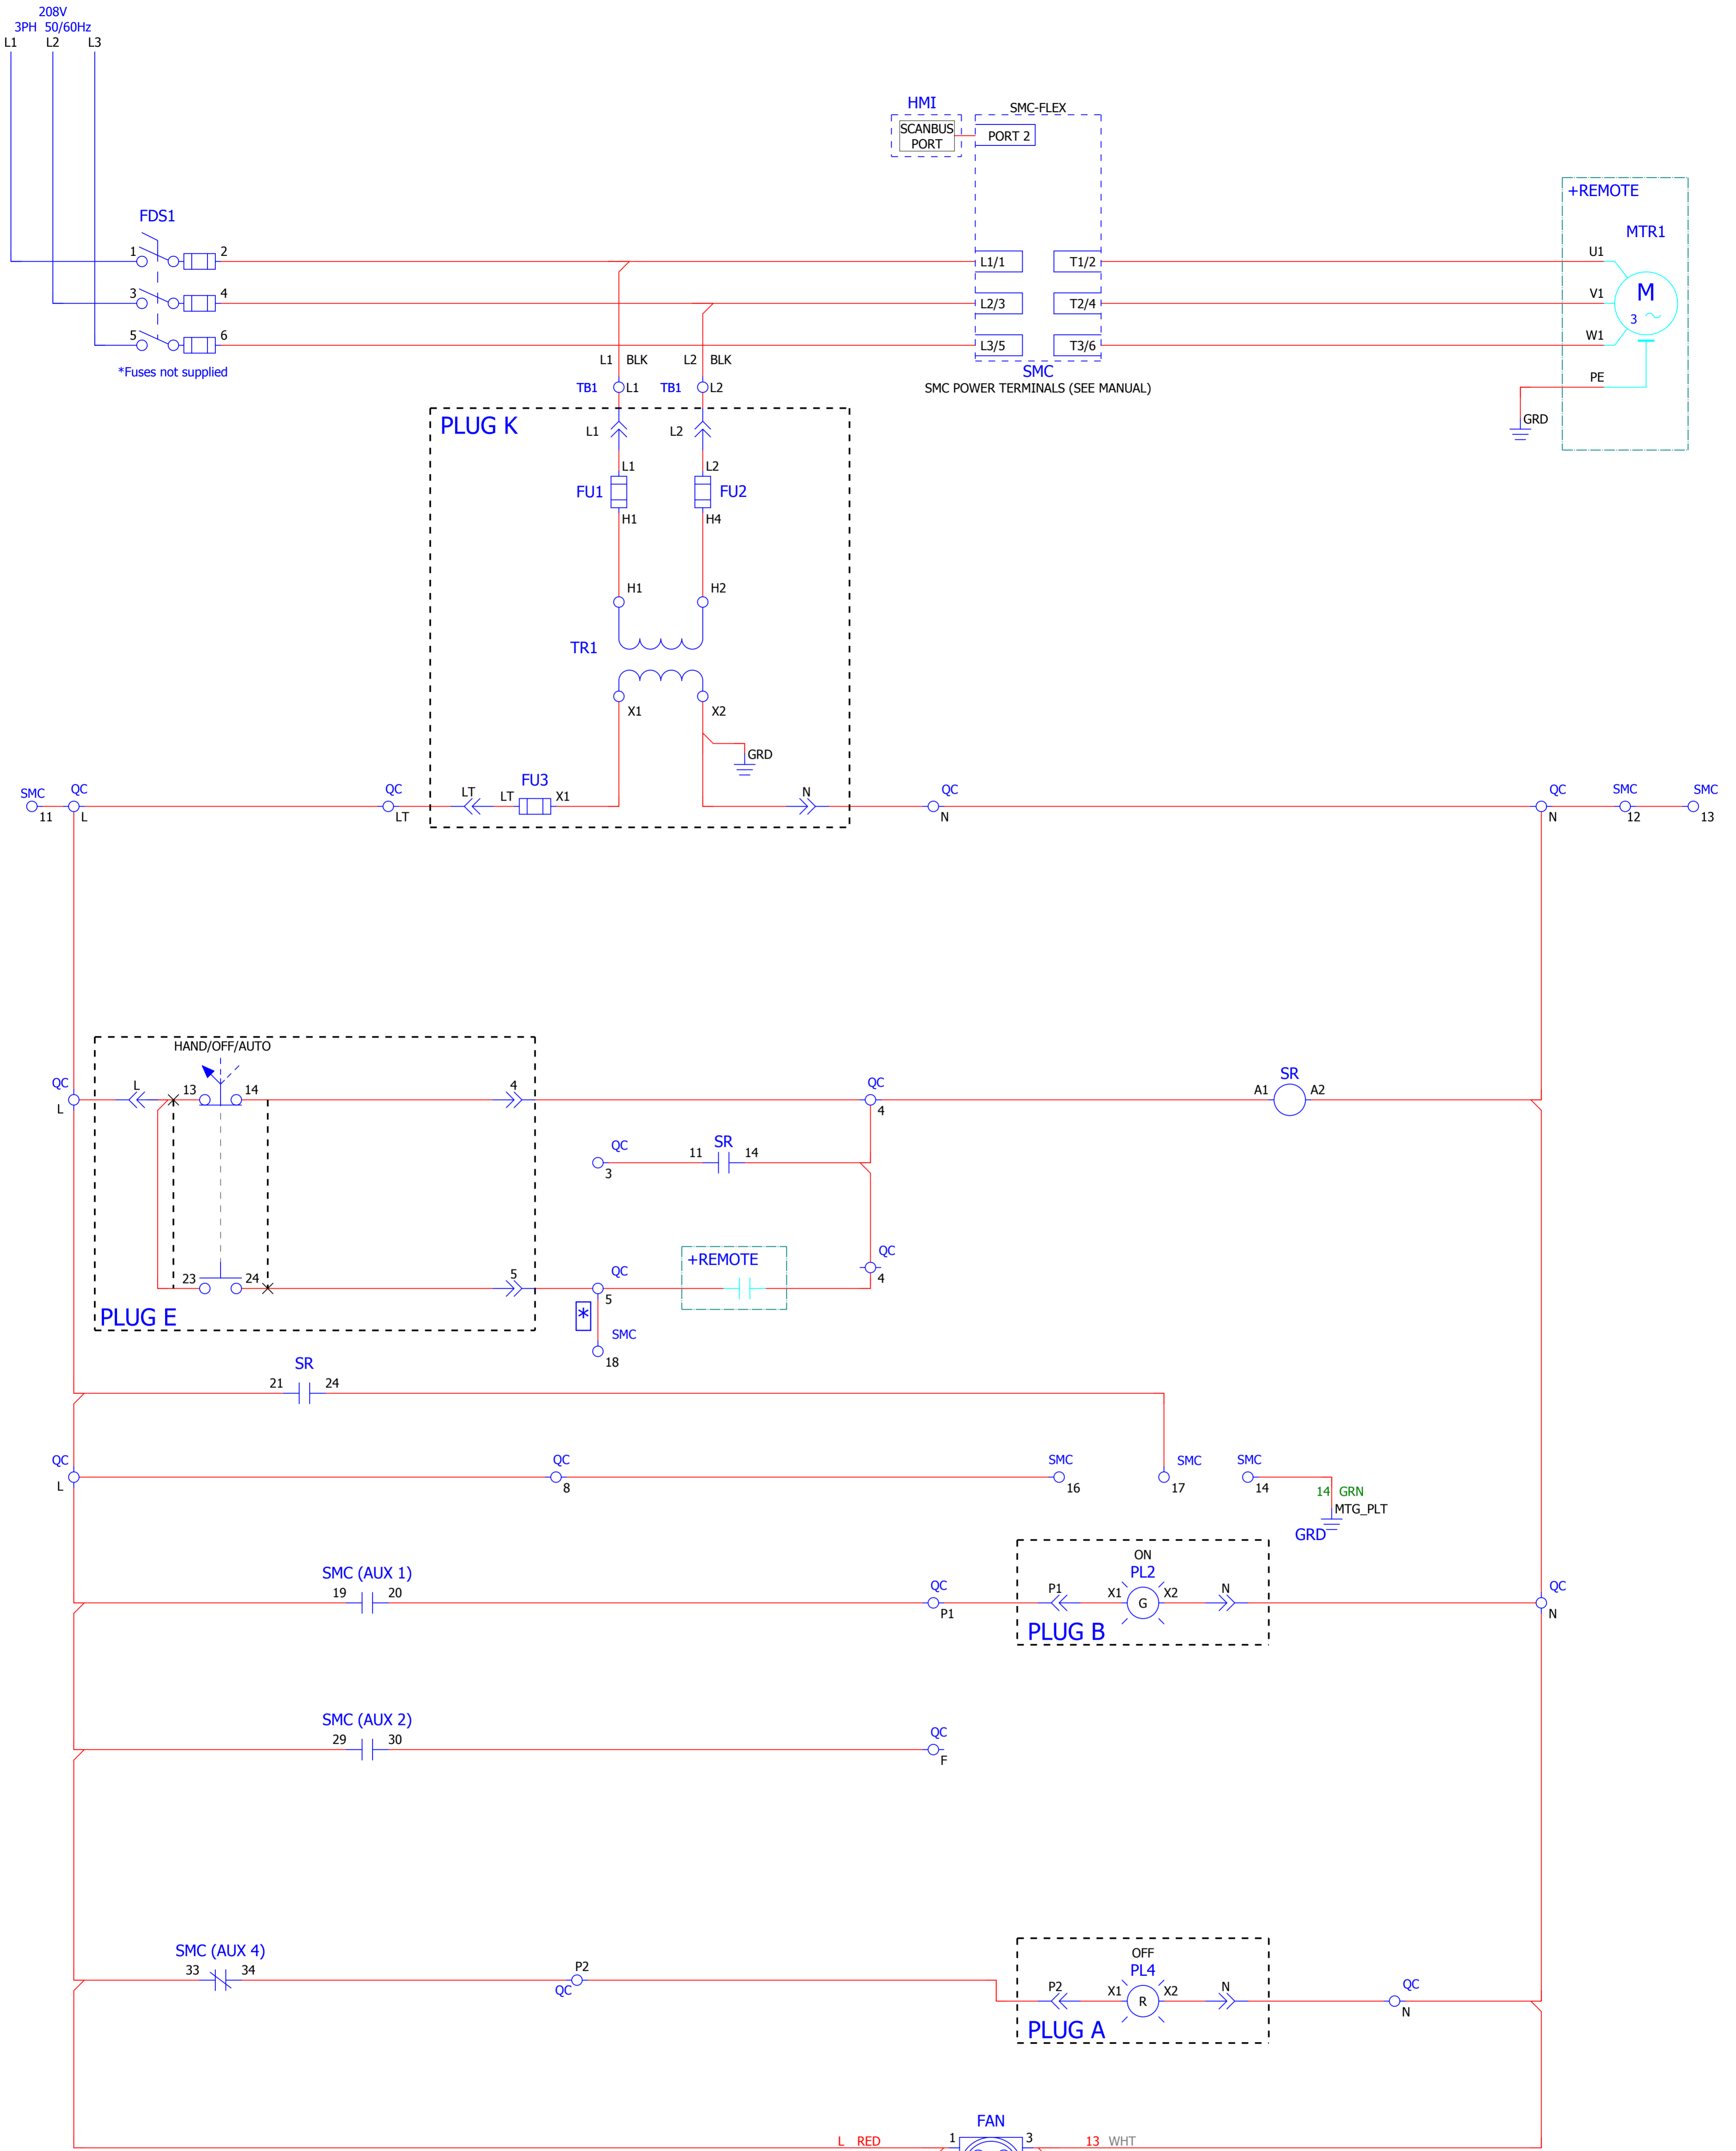 208V
3PH 50/60Hz
L1 L2 L3
HMI
SMC-FLEX
SCANBUS
PORT
PORT 2
+REMOTE
MTR1
FDS1
1 2
L1/1 T1/2
U1
3 4
L2/3 T2/4
V1
M
3
5 6
L3/5 T3/6
W1
*Fuses not supplied
L1 BLK L2 BLK
SMC
SMC POWER TERMINALS (SEE MANUAL)
PE
TB1 L1 TB1 L2
GRD
PLUG K
L1 L2
L1 L2
FU1 FU2
H1 H4
H1 H2
TR1
X1 X2
GRD
FU3
SMC QC QC LT LT X1 N QC QC SMC SMC
11 L LT N N 12 13
HAND/OFF/AUTO
QC L 13 14 4 QC SR
L 4 A1 A2
QC 11 SR 14
3
+REMOTE
QC
4
23 24 5 QC
5
PLUG E
*
SMC
18
SR
21 24
QC QC SMC SMC SMC
L 8 16 17 14
14 GRN
MTG_PLT
GRD
ON
PL2
SMC (AUX 1)
19 20 QC P1 X1 G X2 N QC
P1 N
PLUG B
SMC (AUX 2)
29 30 QC
F
OFF
PL4
SMC (AUX 4)
33 34 P2
QC
P2 X1 R X2 N QC
N
PLUG A
FAN
L RED 1 3 13 WHT